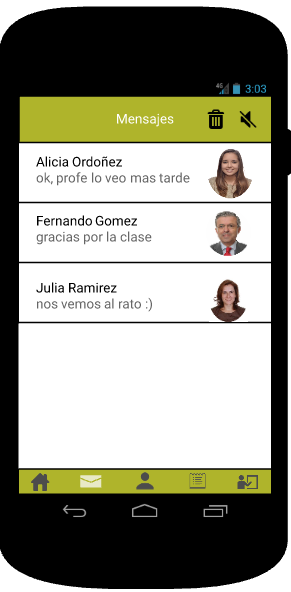 4G 3:03
Mensajes
Alicia Ordoñez
ok, profe lo veo mas tarde
Fernando Gomez
gracias por la clase
Julia Ramirez
nos vemos al rato :)